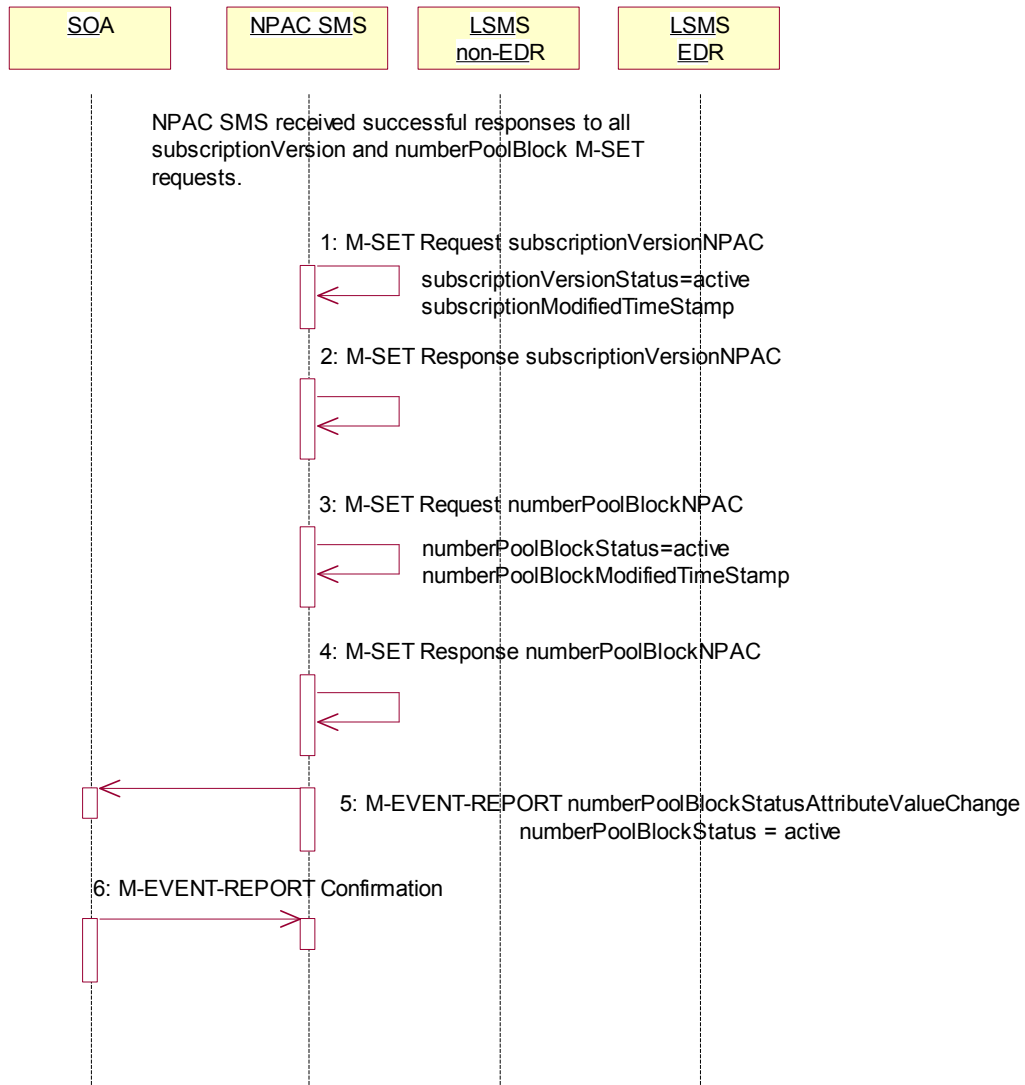 SOA
NPAC SMS
LSMS
non-EDR
LSMS
EDR
NPAC SMS received successful responses to all
subscriptionVersion and numberPoolBlock M-SET
requests.
1: M-SET Request subscriptionVersionNPAC
subscriptionVersionStatus=active
subscriptionModifiedTimeStamp
2: M-SET Response subscriptionVersionNPAC
3: M-SET Request numberPoolBlockNPAC
numberPoolBlockStatus=active
numberPoolBlockModifiedTimeStamp
4: M-SET Response numberPoolBlockNPAC
5: M-EVENT-REPORT numberPoolBlockStatusAttributeValueChange
numberPoolBlockStatus = active
6: M-EVENT-REPORT Confirmation